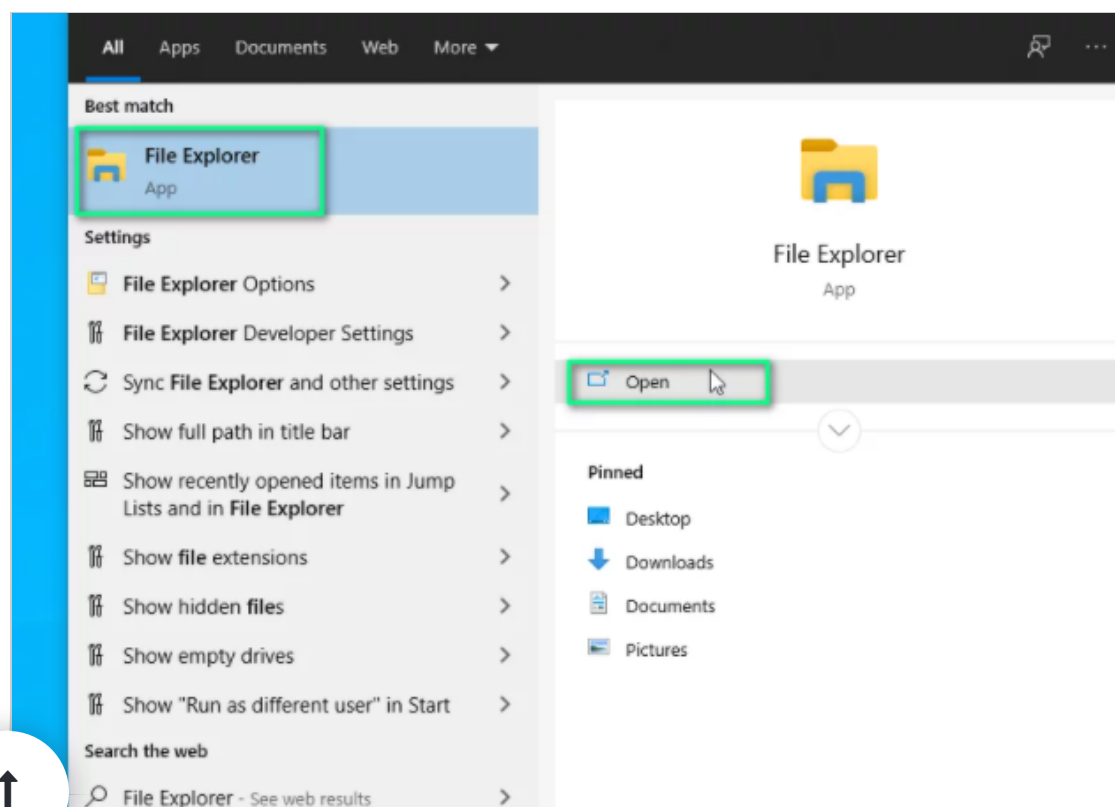 All Apps Documents Web More
Best match
File Explorer
App
Settings
File Explorer Options
File Explorer Developer Settings
Sync File Explorer and other settings
Show full path in title bar
Show recently opened items in Jump
Lists and in File Explorer
Show file extensions
Show hidden files
Show empty drives
Show "Run as different user" in Start
Search the web
File Explorer - See web results
File Explorer
App
Open
Pinned
Desktop
Downloads
Documents
Pictures